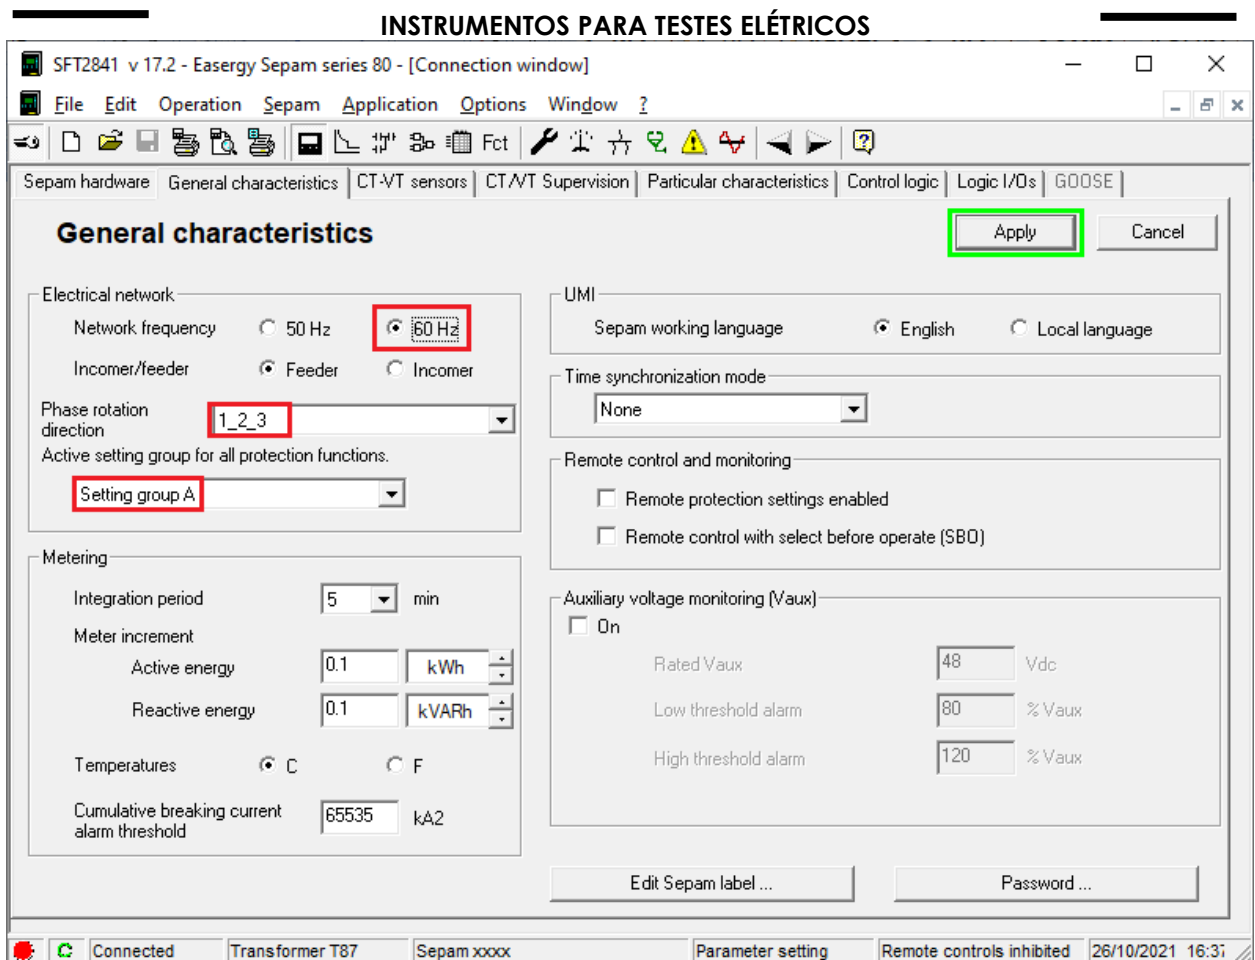 INSTRUMENTOS PARA TESTES ELÉTRICOS
SFT2841 v 17.2 - Easergy Sepam series 80 - [Connection window]
File Edit Operation Sepam Application Options Window ?
Fct
Sepam hardware General characteristics CT-VT sensors CT/VT Supervision Particular characteristics Control logic Logic I/Os GOOSE
General characteristics
Apply Cancel
Electrical network
Network frequency 50 Hz 60 Hz
Incomer/feeder Feeder Incomer
Phase rotation
direction
1_2_3
Active setting group for all protection functions.
Setting group A
Metering
Integration period 5 min
Meter increment
Active energy 0.1 kWh
Reactive energy 0.1 kVARh
Temperatures C F
Cumulative breaking current
alarm threshold
65535 kA2
UMI
Sepam working language English Local language
Time synchronization mode
None
Remote control and monitoring
Remote protection settings enabled
Remote control with select before operate (SBO)
Auxiliary voltage monitoring (Vaux)
On
Rated Vaux 48 Vdc
Low threshold alarm 80 % Vaux
High threshold alarm 120 % Vaux
Edit Sepam label ... Password ...
Connected Transformer T87 Sepam xxxx Parameter setting Remote controls inhibited 26/10/2021 16:37